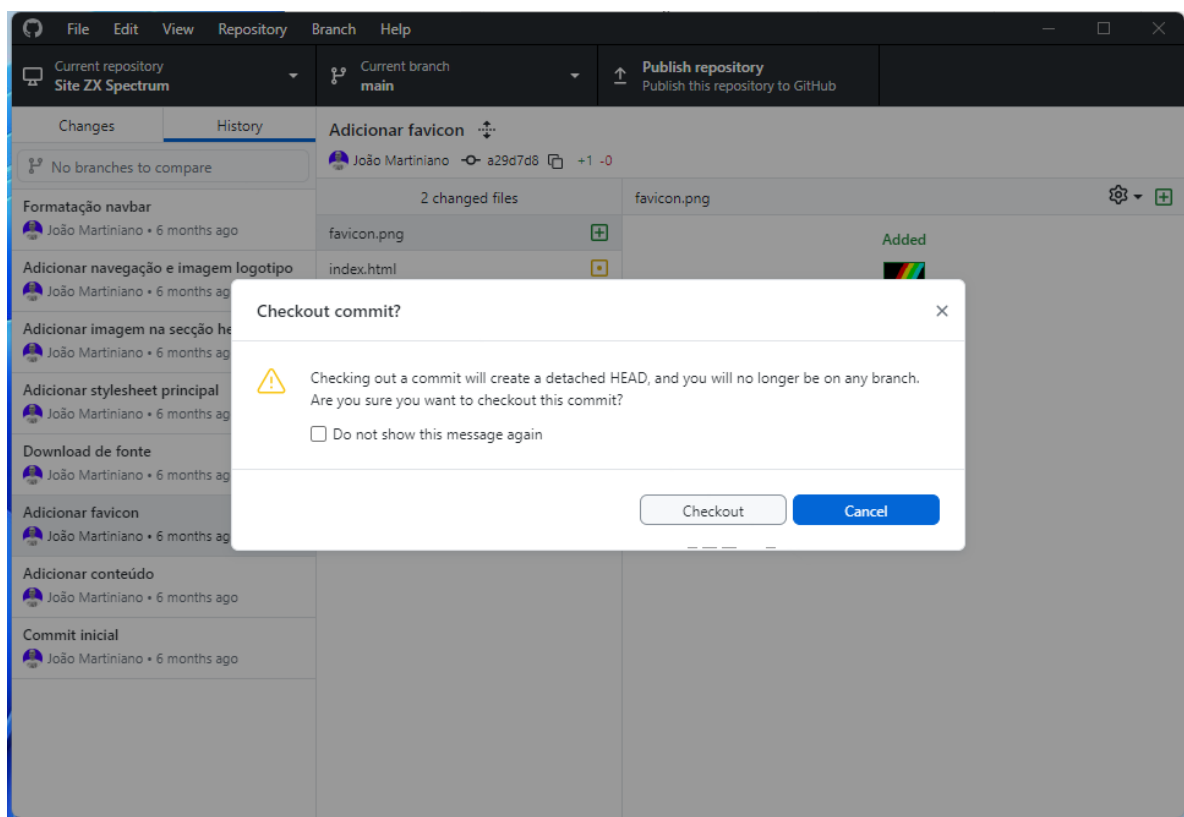 File Edit View Repository Branch Help
Current repository
Site ZX Spectrum
Current branch
main
Publish repository
Publish this repository to GitHub
Changes History
No branches to compare
Formatação navbar
João Martiniano • 6 months ago
Adicionar navegação e imagem logotipo
João Martiniano • 6 months ag
Adicionar imagem na secção he
João Martiniano • 6 months ag
Adicionar stylesheet principal
João Martiniano • 6 months ag
Download de fonte
João Martiniano • 6 months ag
Adicionar favicon
João Martiniano • 6 months ag
Adicionar conteúdo
João Martiniano • 6 months ago
Commit inicial
João Martiniano • 6 months ago
Adicionar favicon
João Martiniano a29d7d8 +1 -0
2 changed files
favicon.png
index.html
favicon.png
Added
Checkout commit?
Checking out a commit will create a detached HEAD, and you will no longer be on any branch.
Are you sure you want to checkout this commit?
Do not show this message again
Checkout Cancel